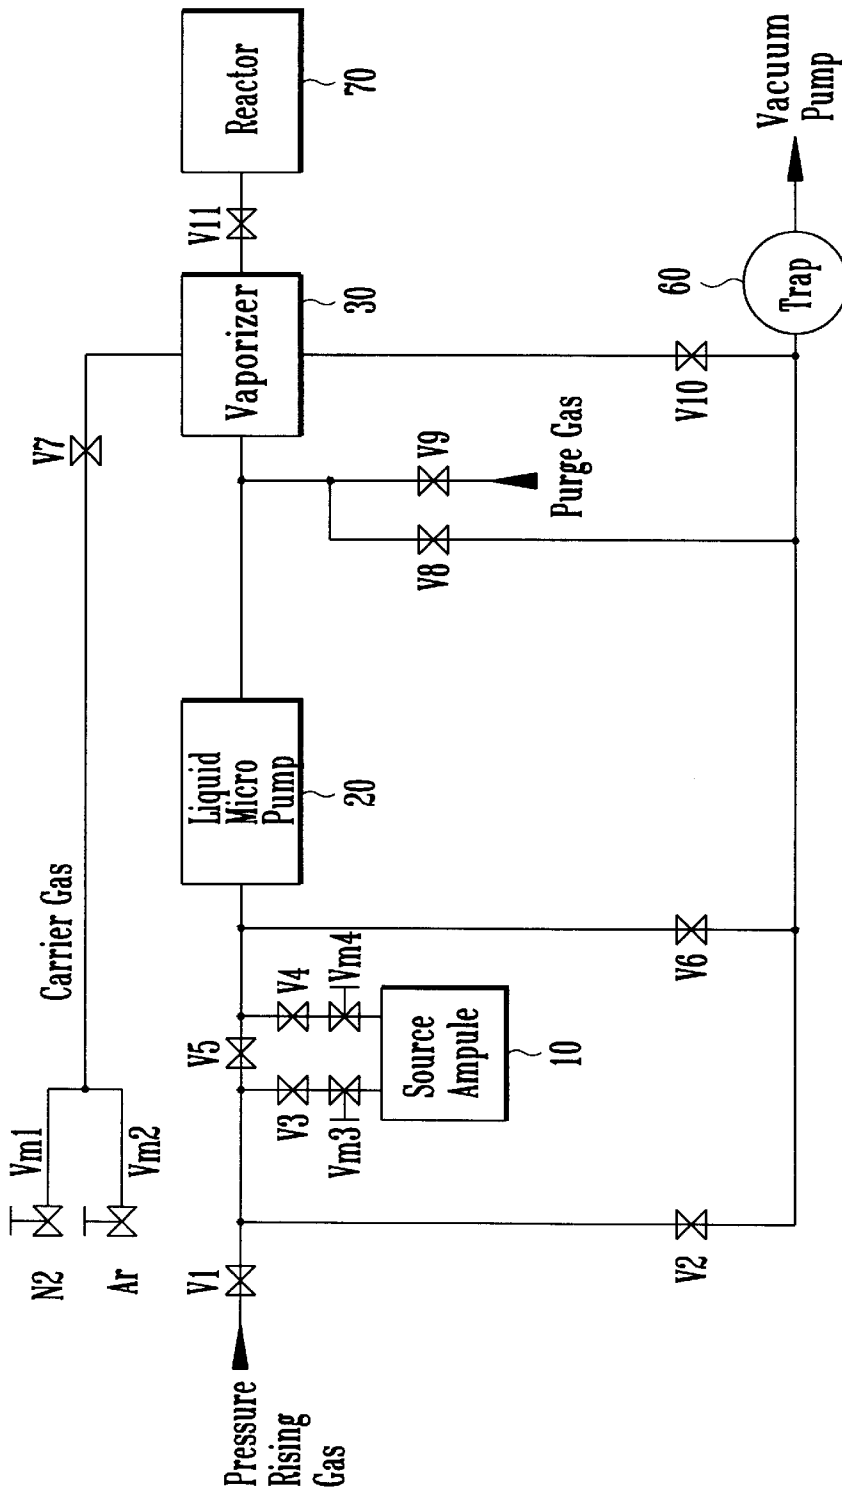 N2
Vm1
Ar
Vm2
Carrier Gas
V7
Pressure
Rising
Gas
V1
V5
V3
V4
Vm3
Vm4
Source
Ampule
10
Liquid
Micro
Pump
20
Vaporizer
30
V11
Reactor
70
V8
V9
Purge Gas
V2
V6
V10
60
Trap
Vacuum
Pump